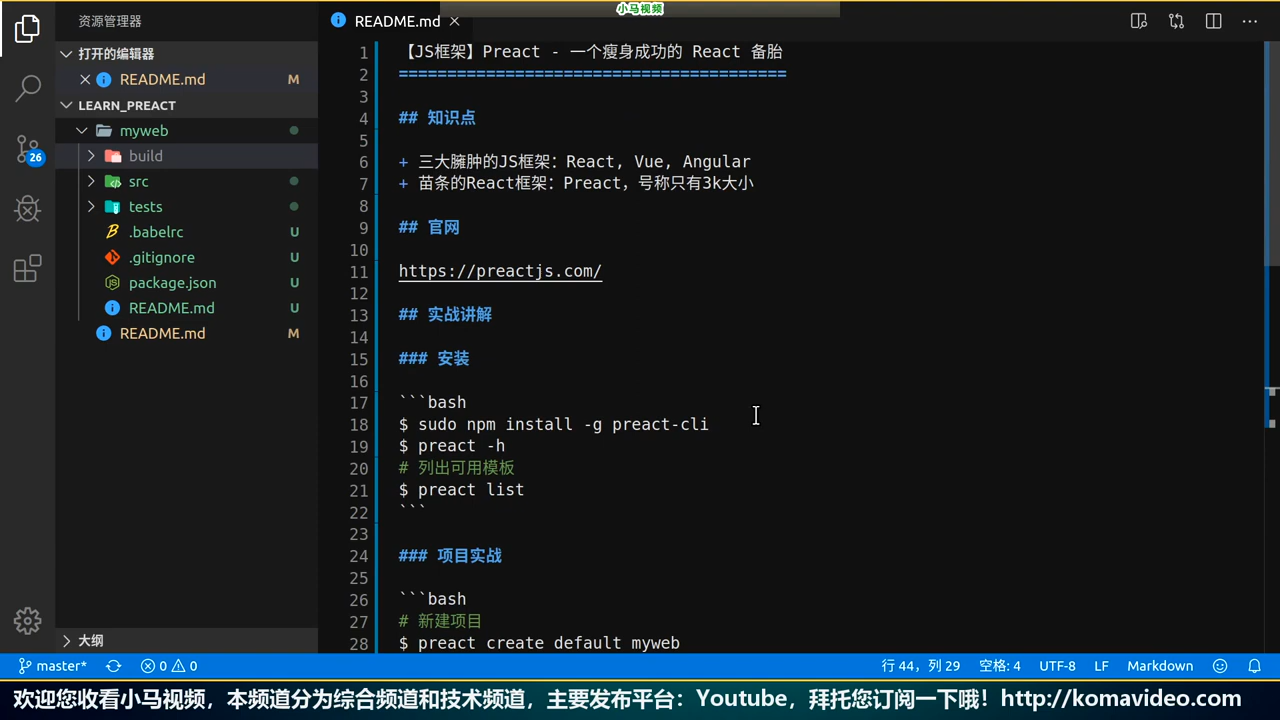 小马视频
资源管理器
README.md
打开的编辑器
README.md M
LEARN_PREACT
myweb
build
src
tests
.babelrc U
.gitignore U
package.json U
README.md U
README.md M
26
大纲
1 【JS框架】Preact - 一个瘦身成功的 React 备胎
2 ========================================
3
4 ## 知识点
5
6 + 三大臃肿的JS框架：React, Vue, Angular
7 + 苗条的React框架：Preact，号称只有3k大小
8
9 ## 官网
10
11 https://preactjs.com/
12
13 ## 实战讲解
14
15 ### 安装
16
17 ```bash
18 $ sudo npm install -g preact-cli
19 $ preact -h
20 # 列出可用模板
21 $ preact list
22 ```
23
24 ### 项目实战
25
26 ```bash
27 # 新建项目
28 $ preact create default myweb
master* 0 0 行 44，列 29 空格: 4 UTF-8 LF Markdown
欢迎您收看小马视频，本频道分为综合频道和技术频道，主要发布平台：Youtube，拜托您订阅一下哦！http://komavideo.com